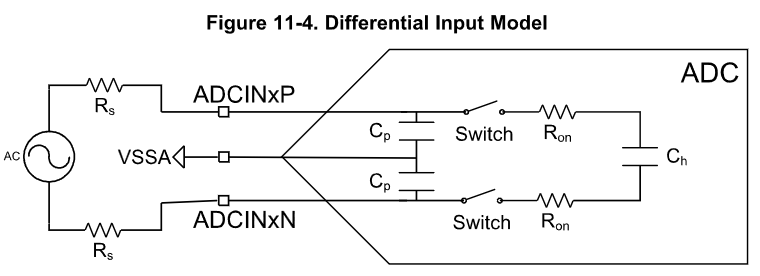 Figure 11-4. Differential Input Model
ADC
ADCINxP
Rs
Cp
Switch
Ron
AC
VSSA
Ch
Cp
ADCINxN
Switch
Ron
Rs